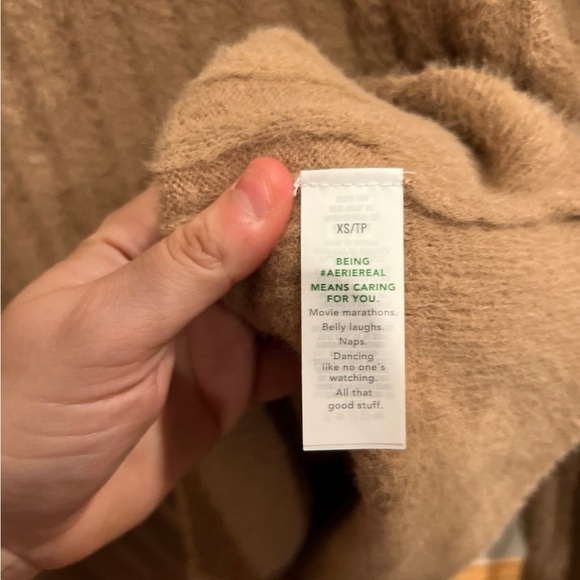 XS/TP
BEING
#AERIEREAL
MEANS CARING
FOR YOU.
Movie marathons.
Belly laughs.
Naps.
Dancing
like no one's
watching.
All that
good stuff.